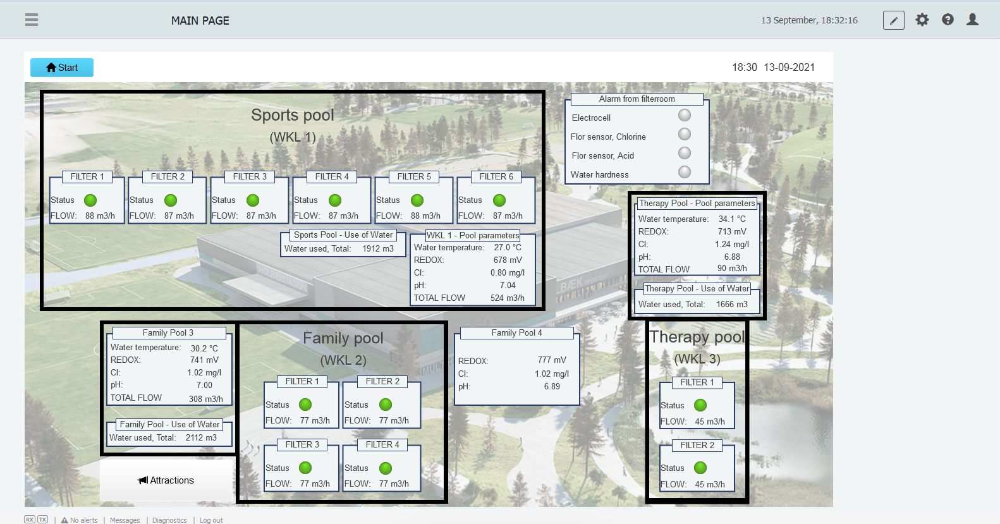 MAIN PAGE
13 September, 18:32:16
Start
18:30 13-09-2021
Sports pool
(WKL 1)
FILTER 1
Status
FLOW: 88 m3/h
FILTER 2
Status
FLOW: 87 m3/h
FILTER 3
Status
FLOW: 87 m3/h
FILTER 4
Status
FLOW: 87 m3/h
FILTER 5
Status
FLOW: 88 m3/h
FILTER 6
Status
FLOW: 87 m3/h
Sports Pool - Use of Water
Water used, Total: 1912 m3
WKL 1 - Pool parameters
Water temperature: 27.0 °C
REDOX: 678 mV
Cl: 0.80 mg/l
pH: 7.04
TOTAL FLOW 524 m3/h
Alarm from filterroom
Electrocell
Flor sensor, Chlorine
Flor sensor, Acid
Water hardness
Therapy Pool - Pool parameters
Water temperature: 34.1 °C
REDOX: 713 mV
Cl: 1.24 mg/l
pH: 6.88
TOTAL FLOW 90 m3/h
Therapy Pool - Use of Water
Water used, Total: 1666 m3
Family Pool 3
Water temperature: 30.2 °C
REDOX: 741 mV
Cl: 1.02 mg/l
pH: 7.00
TOTAL FLOW 308 m3/h
Family Pool - Use of Water
Water used, Total: 2112 m3
Attractions
Family pool
(WKL 2)
FILTER 1
Status
FLOW: 77 m3/h
FILTER 2
Status
FLOW: 77 m3/h
FILTER 3
Status
FLOW: 77 m3/h
FILTER 4
Status
FLOW: 77 m3/h
Family Pool 4
REDOX: 777 mV
Cl: 1.02 mg/l
pH: 6.89
Therapy pool
(WKL 3)
FILTER 1
Status
FLOW: 45 m3/h
FILTER 2
Status
FLOW: 45 m3/h
RX TX | No alerts | Messages | Diagnostics | Log out